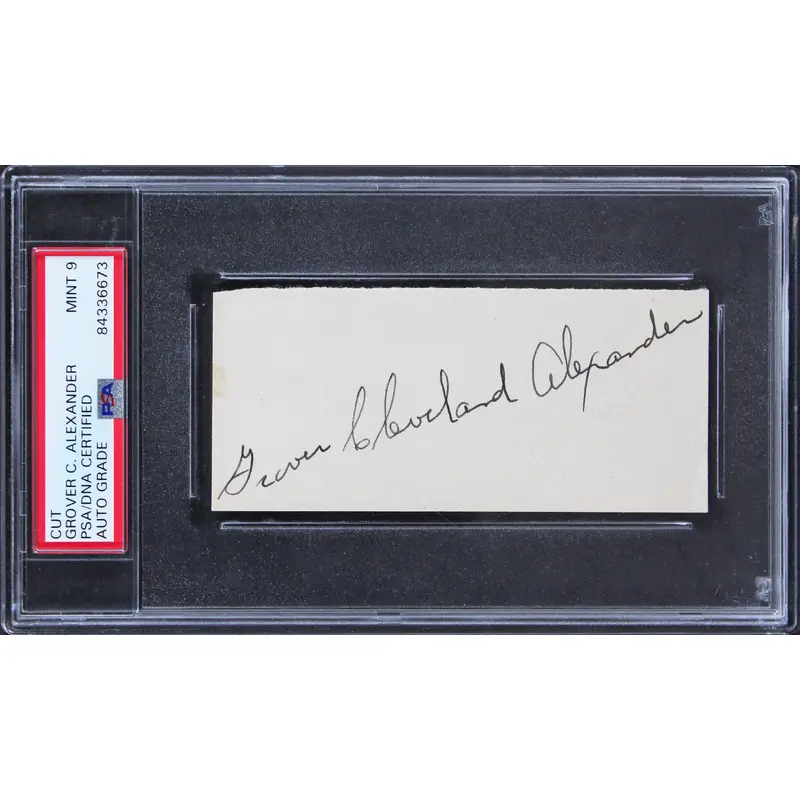 CUT
GROVER C. ALEXANDER
PSA/DNA CERTIFIED
AUTO GRADE
MINT 9
84336673
PSA
Grover Cleveland Alexander